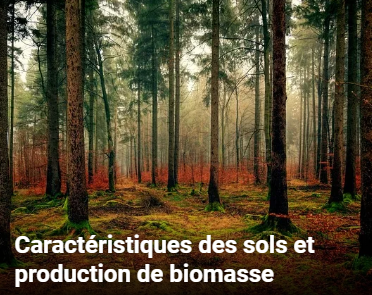 Caractéristiques des sols et
production de biomasse